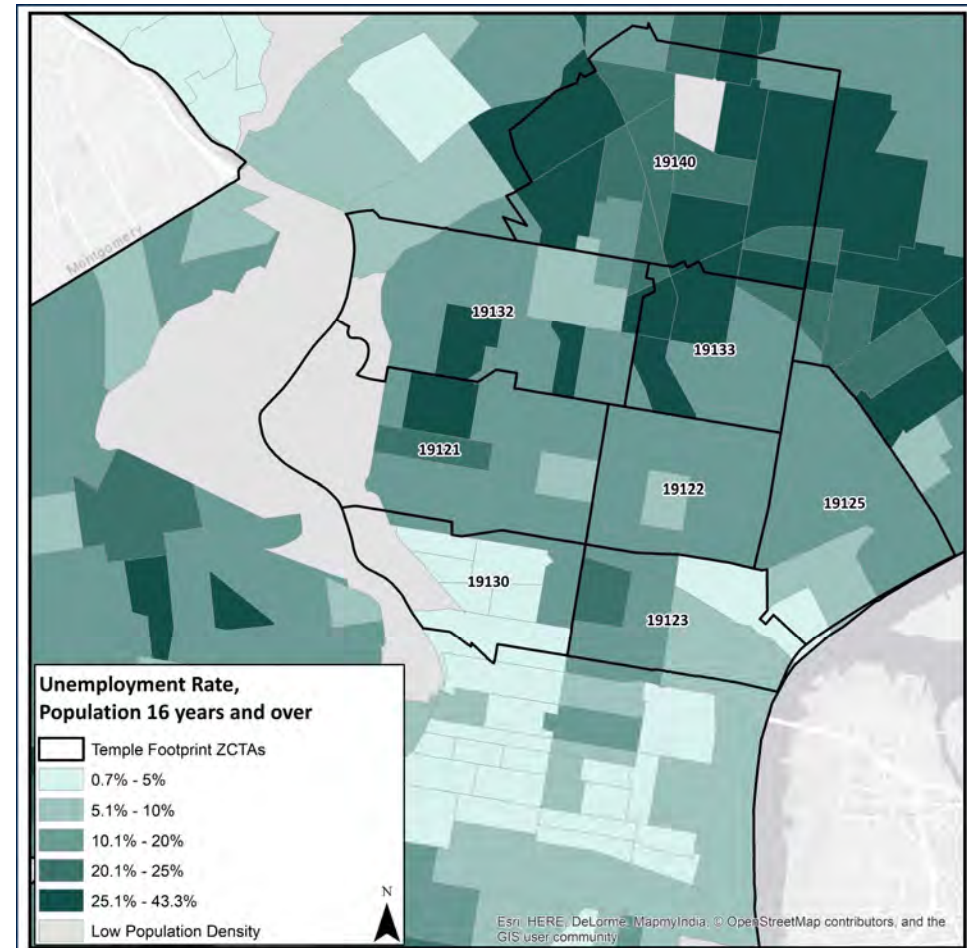 Montgomery
19140
19132
19133
19121
19122
19125
19130
19123
Unemployment Rate,
Population 16 years and over
Temple Footprint ZCTAs
0.7% - 5%
5.1% - 10%
10.1% - 20%
20.1% - 25%
25.1% - 43.3%
Low Population Density
N
Esri, HERE, DeLorme, MapmyIndia, © OpenStreetMap contributors, and the
GIS user community